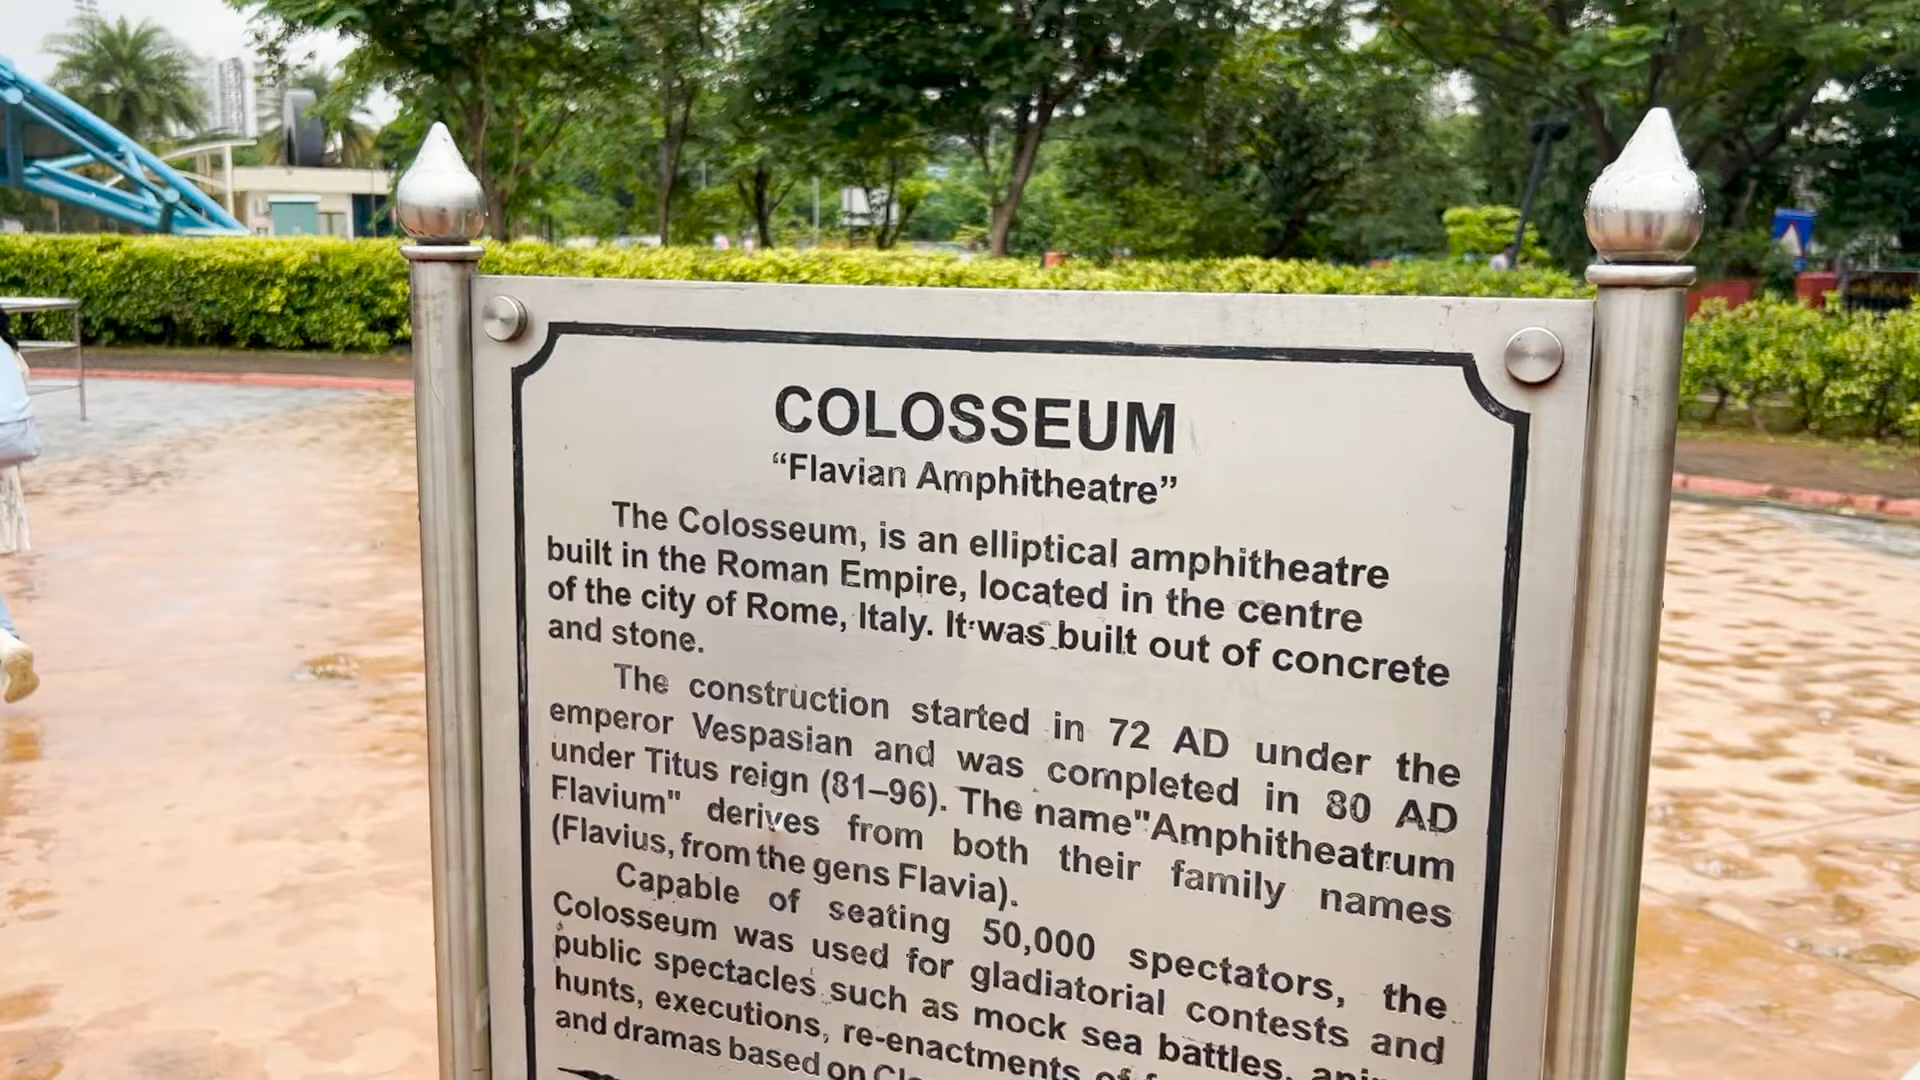 COLOSSEUM
“Flavian Amphitheatre”
The Colosseum, is an elliptical amphitheatre
built in the Roman Empire, located in the centre
of the city of Rome, Italy. It was built out of concrete
and stone.
The construction started in 72 AD under the
emperor Vespasian and was completed in 80 AD
under Titus reign (81–96). The name"Amphitheatrum
Flavium" derives from both their family names
(Flavius, from the gens Flavia).
Capable of seating 50,000 spectators, the
Colosseum was used for gladiatorial contests and
public spectacles such as mock sea battles,
hunts, executions, re-enactments of
and dramas based on